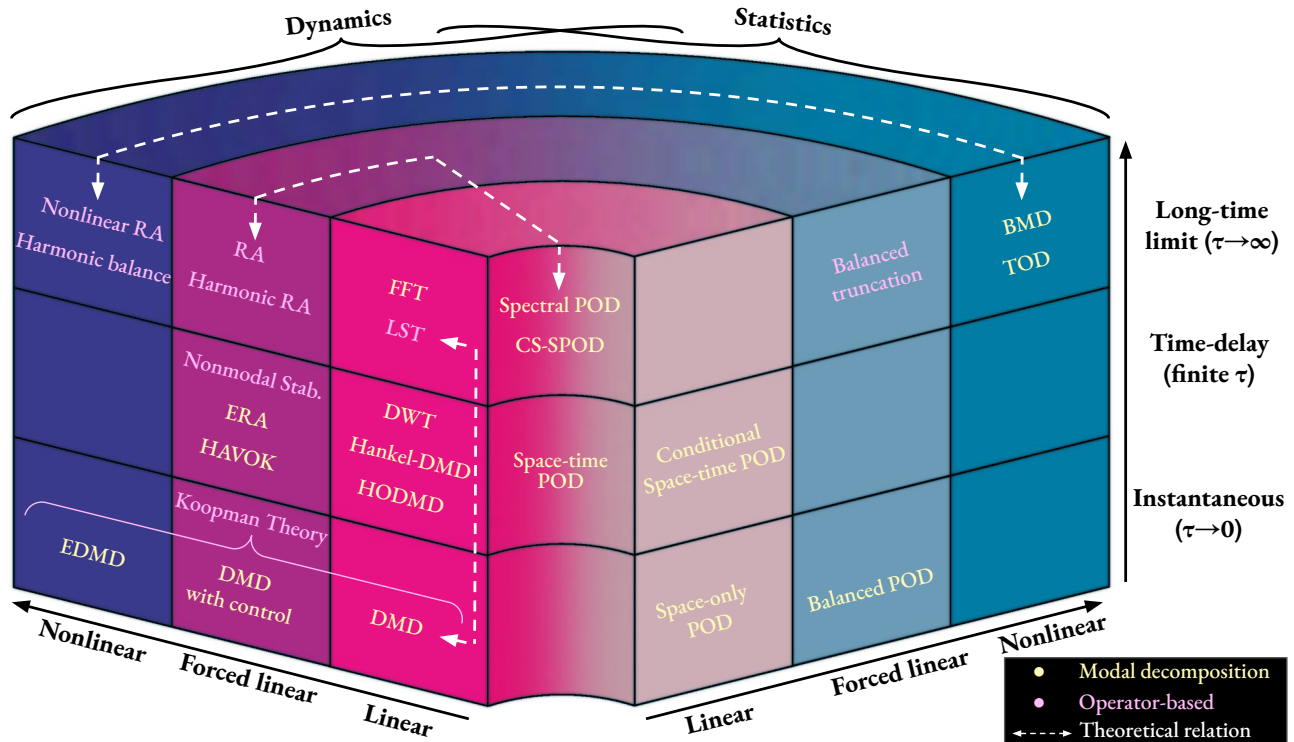 Dynamics
Statistics
Nonlinear RA
Harmonic balance
RA
Harmonic RA
FFT
LST
Spectral POD
CS-SPOD
Balanced
truncation
BMD
TOD
Long-time
limit (τ→∞)
Nonmodal Stab.
ERA
HAVOK
DWT
Hankel-DMD
HODMD
Space-time
POD
Conditional
Space-time POD
Time-delay
(finite τ)
Koopman Theory
EDMD
DMD
with control
DMD
Space-only
POD
Balanced POD
Instantaneous
(τ→0)
Nonlinear
Forced linear
Linear
Linear
Forced linear
Nonlinear
Modal decomposition
Operator-based
Theoretical relation